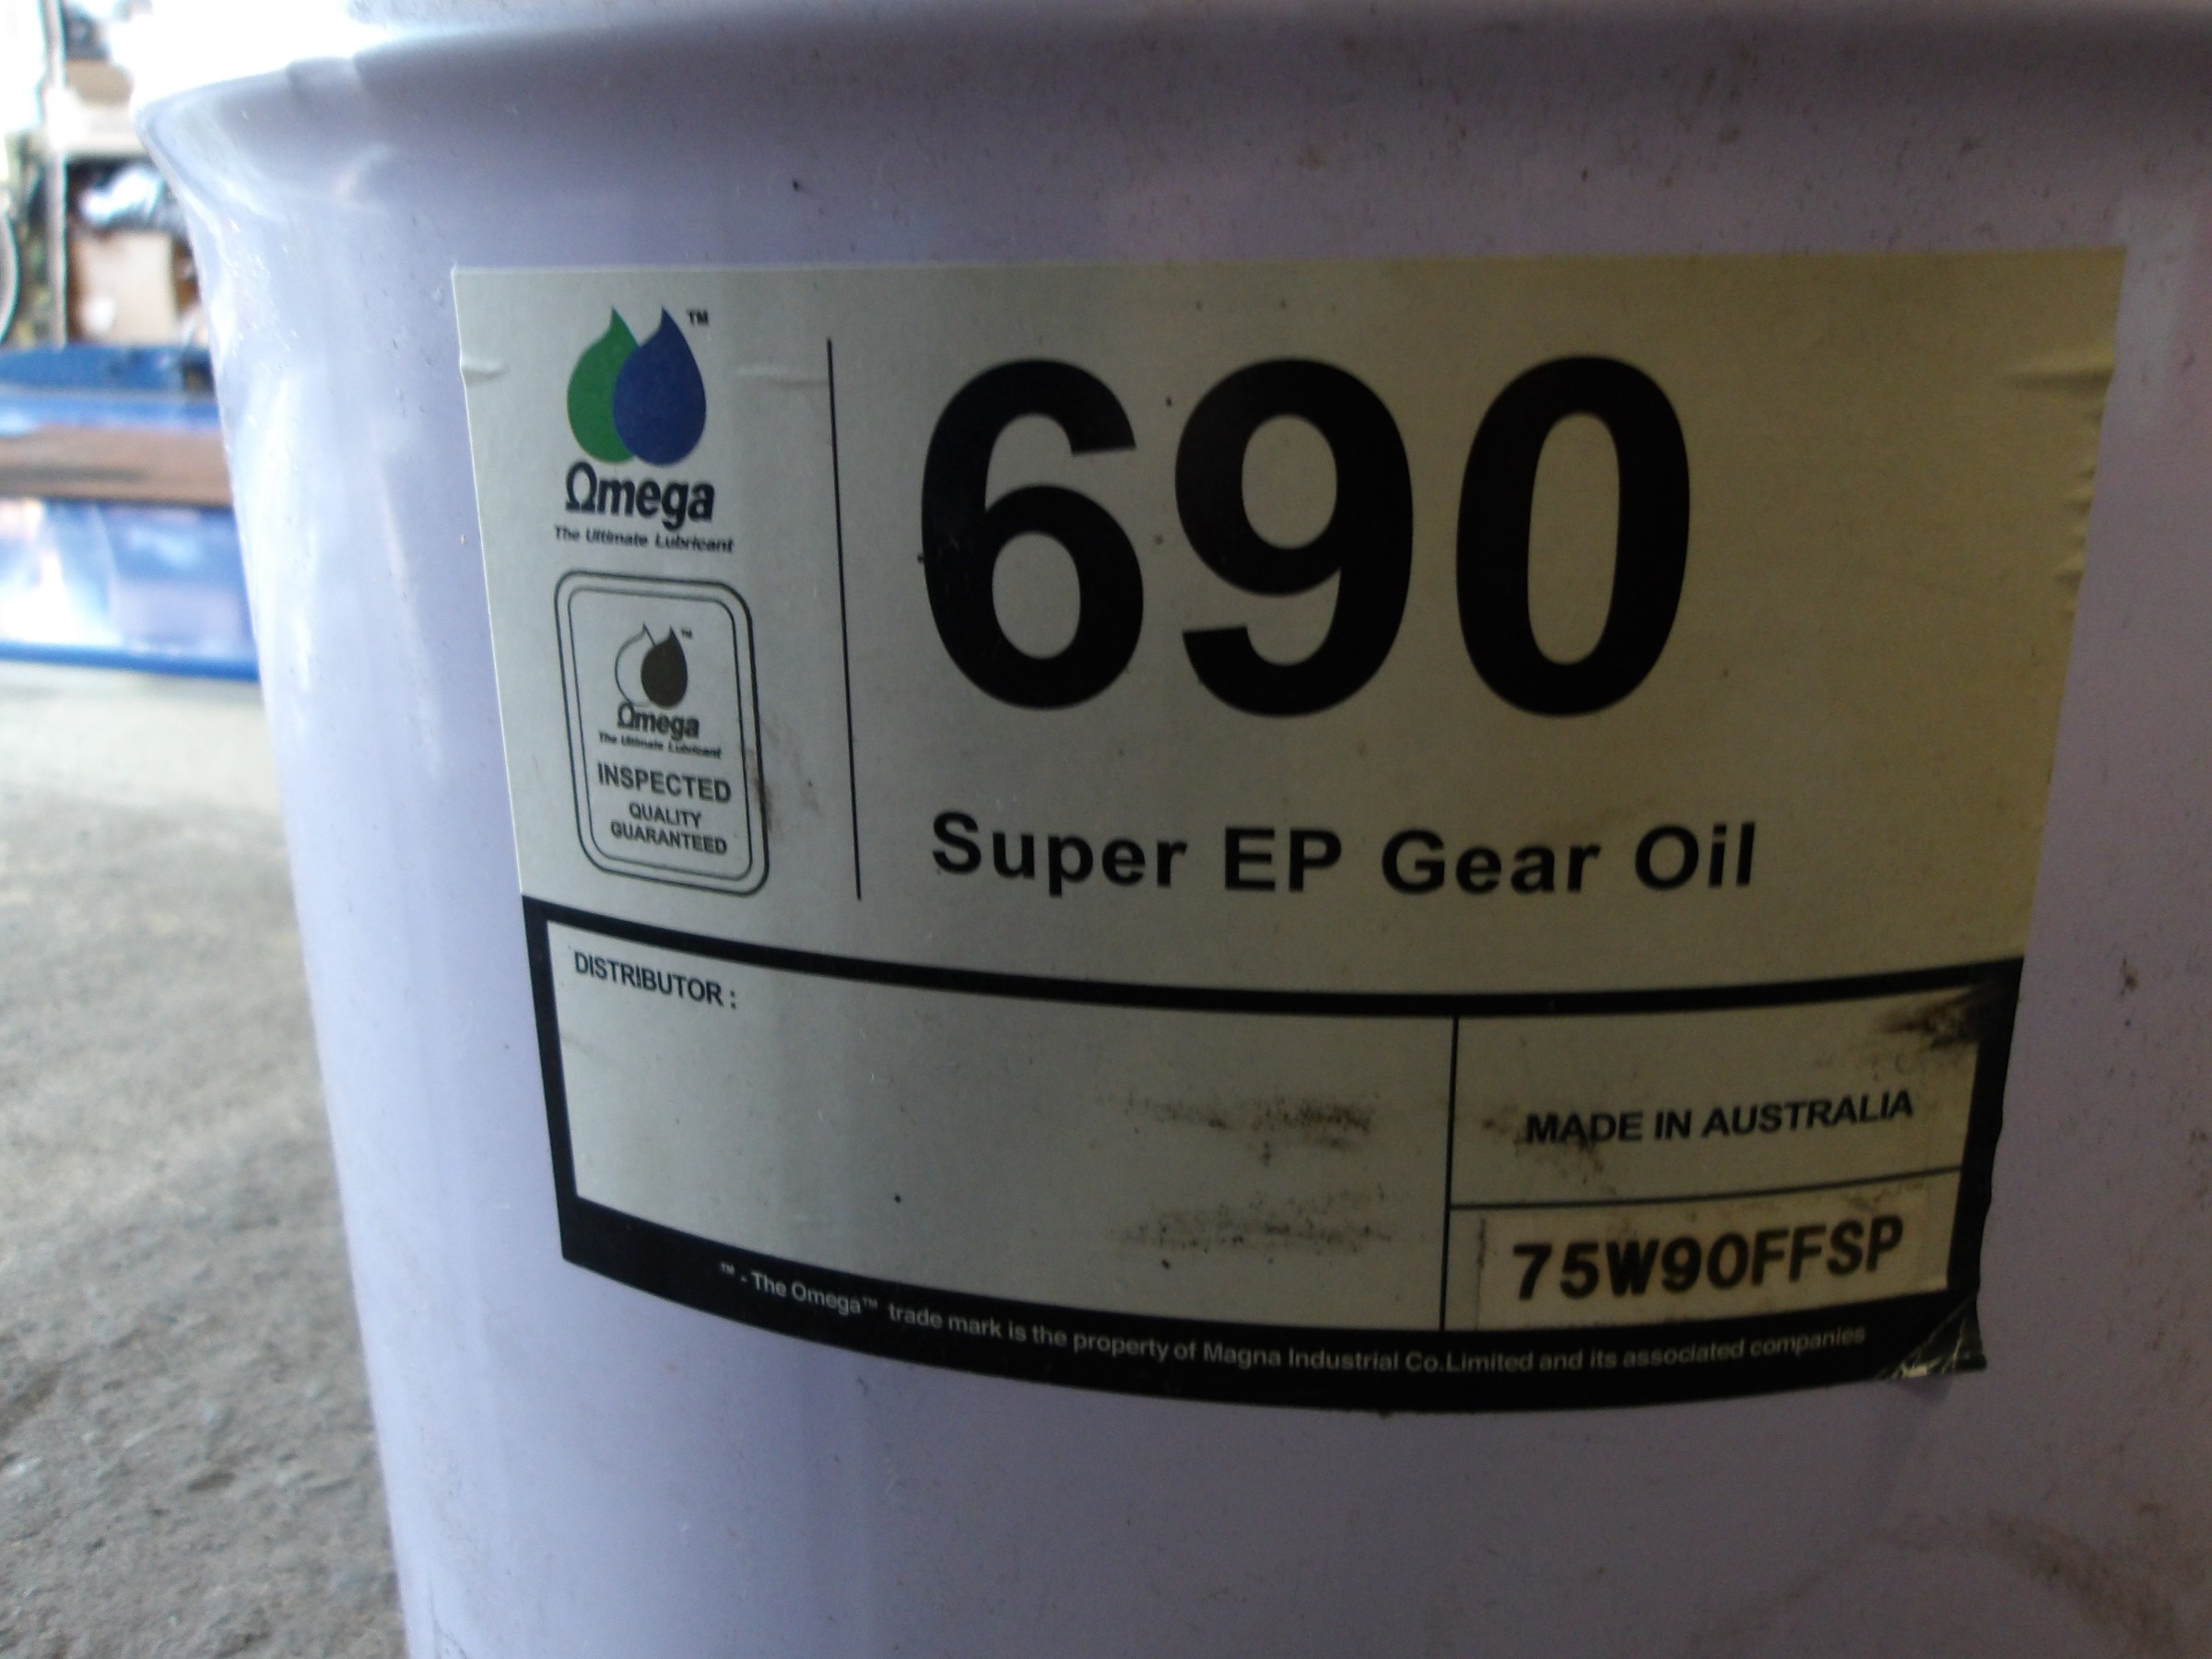 TM
Ωmega
The Ultimate Lubricant
690
Super EP Gear Oil
TM
Ωmega
The Ultimate Lubricant
INSPECTED
QUALITY
GUARANTEED
DISTRIBUTOR :
MADE IN AUSTRALIA
75W90FFSP
™ - The Omega™ trade mark is the property of Magna Industrial Co.Limited and its associated companies